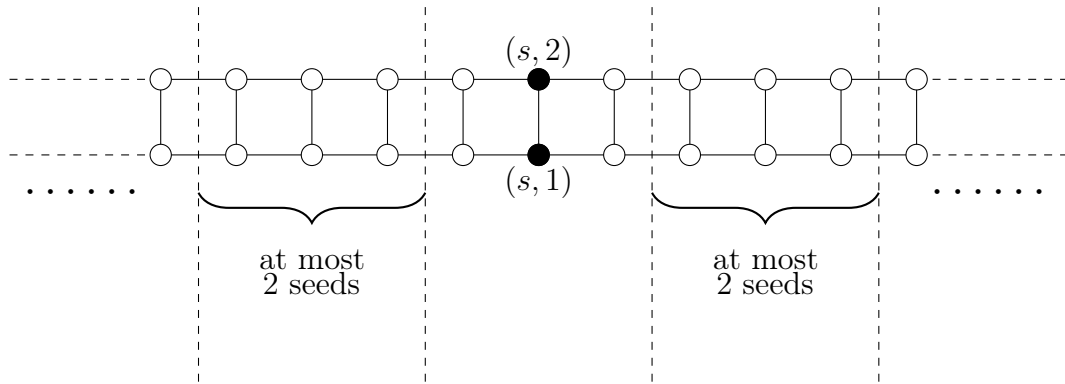 (s, 2)
(s, 1)
......
......
at most
2 seeds
at most
2 seeds